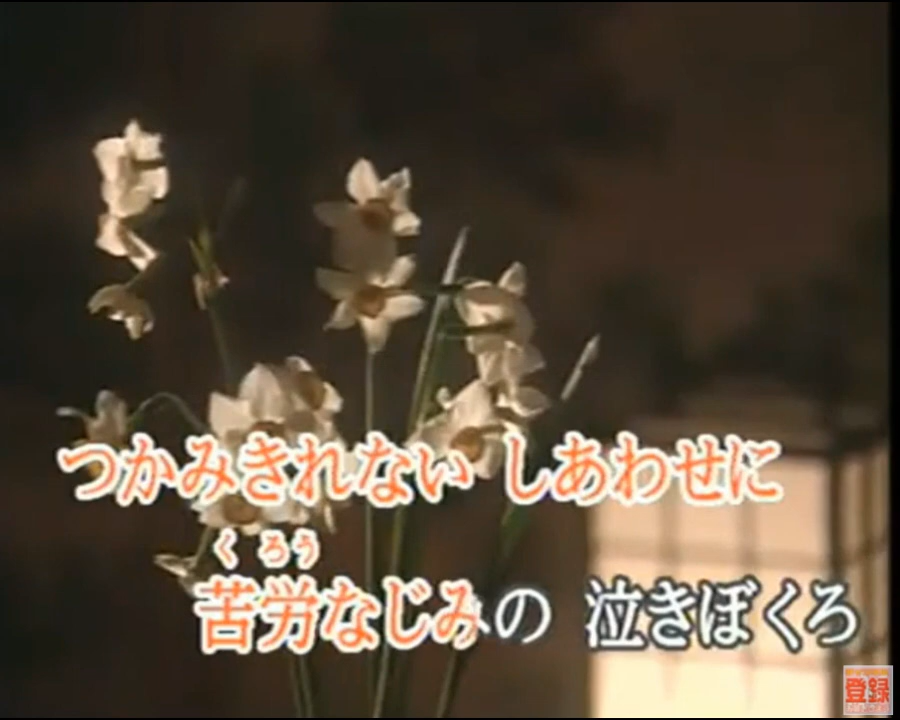 つかみきれない しあわせに
くろう
苦労なじみの 泣きぼくろ
登録